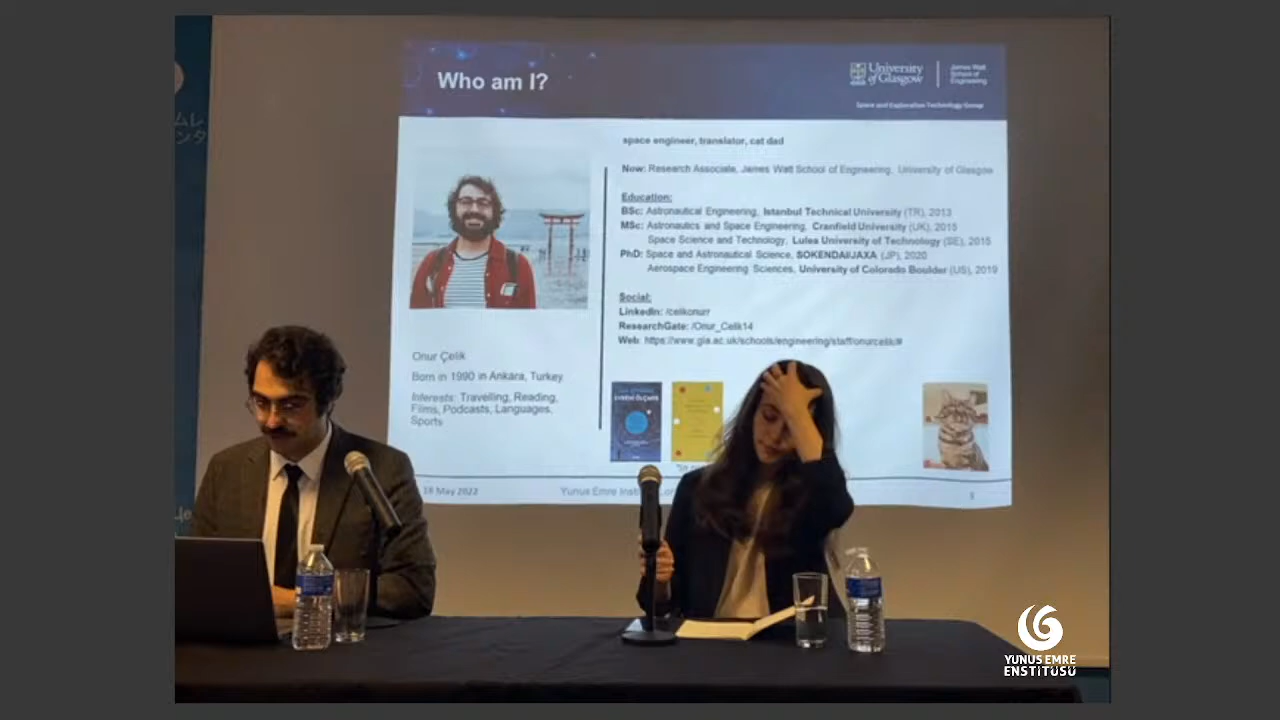 Who am I?
University
of Glasgow
James Watt
School of
Engineering
Space and Exploration Technology Group
ムレ
ンタ
space engineer, translator, cat dad
Now: Research Associate, James Watt School of Engineering, University of Glasgow
Education:
BSc: Astronautical Engineering, Istanbul Technical University (TR), 2013
MSc: Astronautics and Space Engineering, Cranfield University (UK), 2015
Space Science and Technology, Lulea University of Technology (SE), 2015
PhD: Space and Astronautical Science, SOKENDAI/JAXA (JP), 2020
Aerospace Engineering Sciences, University of Colorado Boulder (US), 2019
Social:
LinkedIn: /celikonurr
ResearchGate: /Onur_Celik14
Web: https://www.gla.ac.uk/schools/engineering/staff/onurcelik/#
Onur Çelik
Born in 1990 in Ankara, Turkey
Interests: Travelling, Reading,
Films, Podcasts, Languages,
Sports
18 May 2022
Yunus Emre
3
YUNUS EMRE
ENSTİTÜSÜ